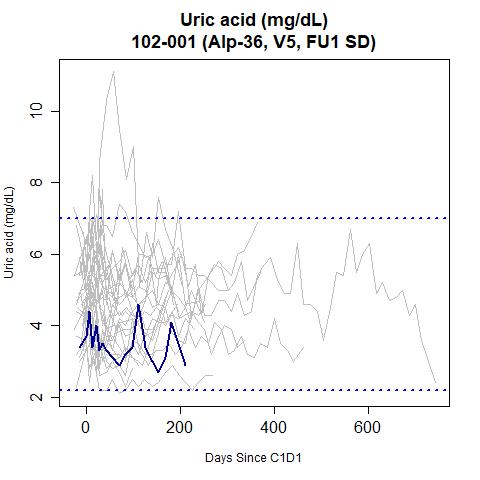 Uric acid (mg/dL)
102-001 (Alp-36, V5, FU1 SD)
Uric acid (mg/dL)
10
8
6
4
2
0
200
400
600
Days Since C1D1